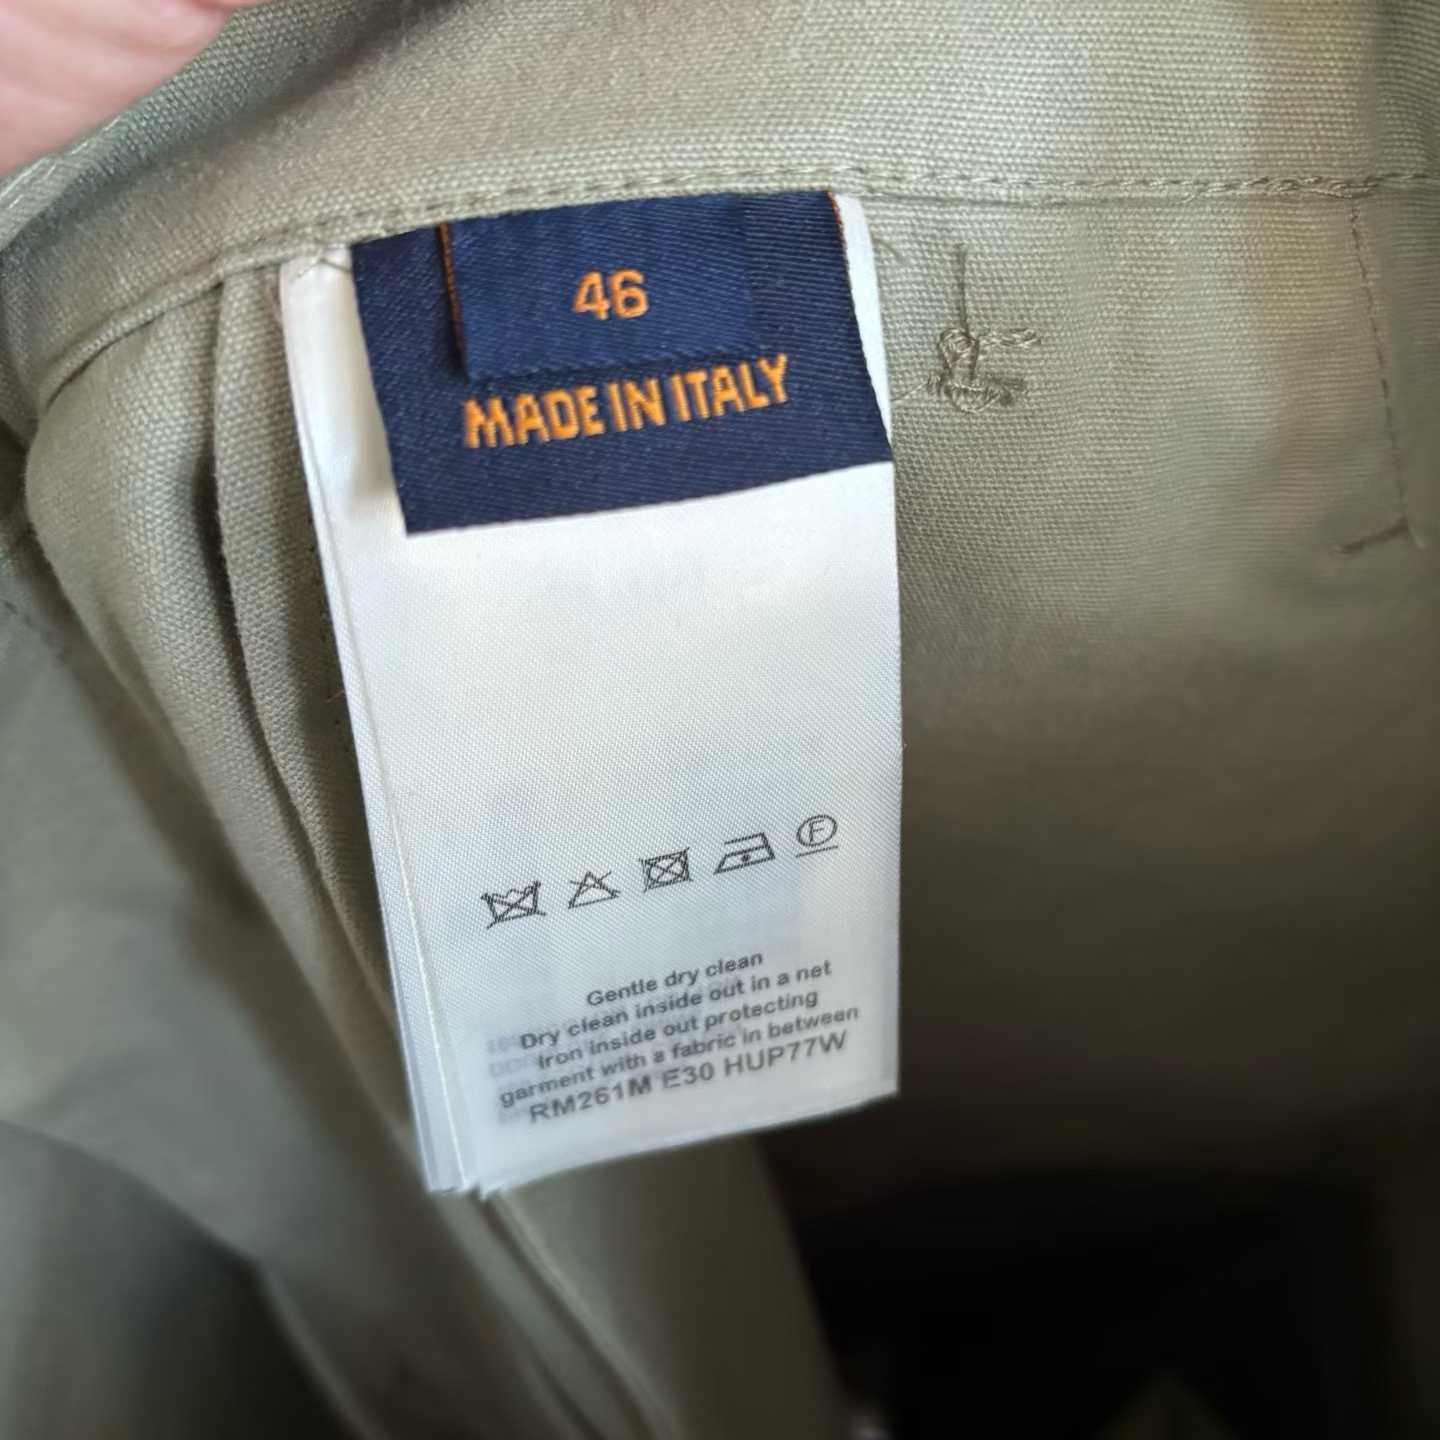 46
MADE IN ITALY
F
Gentle dry clean
Dry clean inside out in a net
Iron inside out protecting
garment with a fabric in between
RM261M E30 HUP77W